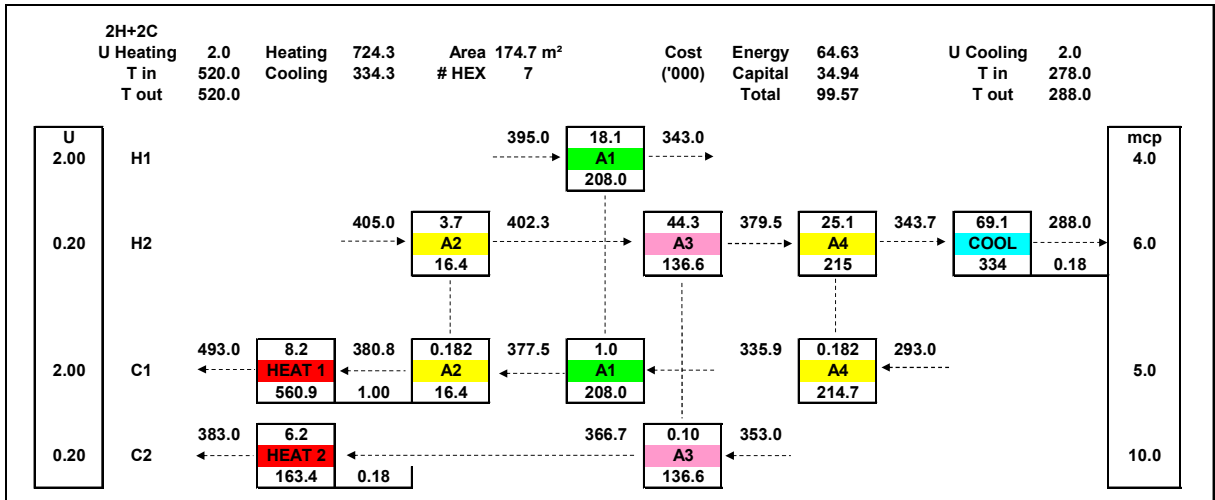 2H+2C
U Heating 2.0 Heating 724.3 Area 174.7 m² Cost Energy 64.63 U Cooling 2.0
T in 520.0 Cooling 334.3 # HEX 7 ('000) Capital 34.94 T in 278.0
T out 520.0 Total 99.57 T out 288.0
U mcp
395.0 18.1 343.0
2.00 H1 A1 4.0
208.0
405.0 3.7 402.3 44.3 379.5 25.1 343.7 69.1 288.0
0.20 H2 A2 A3 A4 COOL 6.0
16.4 136.6 215 334 0.18
493.0 8.2 380.8 0.182 377.5 1.0 335.9 0.182 293.0
2.00 C1 HEAT 1 A2 A1 A4 5.0
560.9 1.00 16.4 208.0 214.7
383.0 6.2 366.7 0.10 353.0
0.20 C2 HEAT 2 A3 10.0
163.4 0.18 136.6